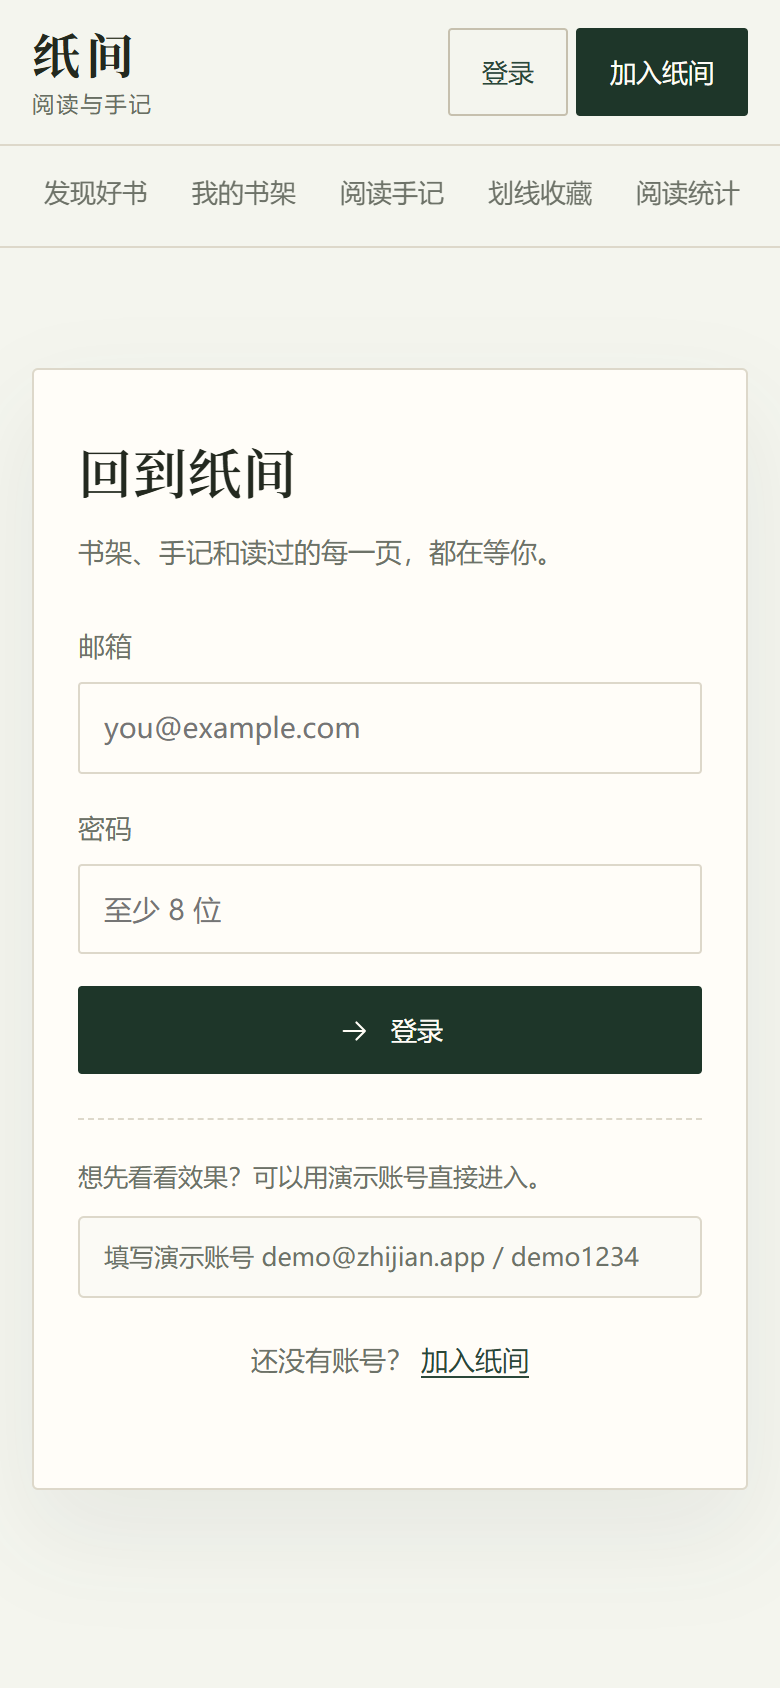 纸间
阅读与手记
登录
加入纸间
发现好书 我的书架 阅读手记 划线收藏 阅读统计
回到纸间
书架、手记和读过的每一页，都在等你。
邮箱
you@example.com
密码
至少 8 位
→ 登录
想先看看效果？可以用演示账号直接进入。
填写演示账号 demo@zhijian.app / demo1234
还没有账号？ 加入纸间